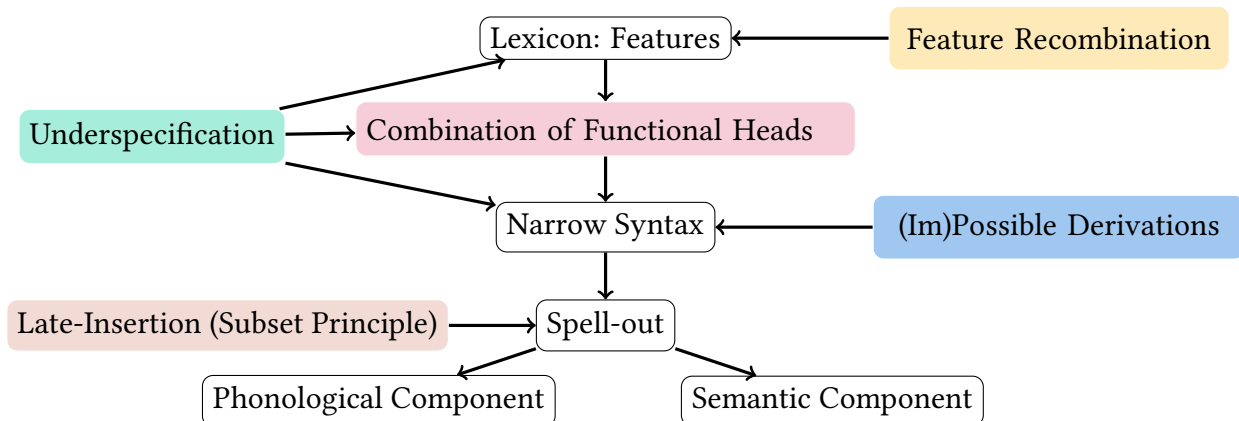 Lexicon: Features
Feature Recombination
Underspecification
Combination of Functional Heads
Narrow Syntax
(Im)Possible Derivations
Late-Insertion (Subset Principle)
Spell-out
Phonological Component
Semantic Component